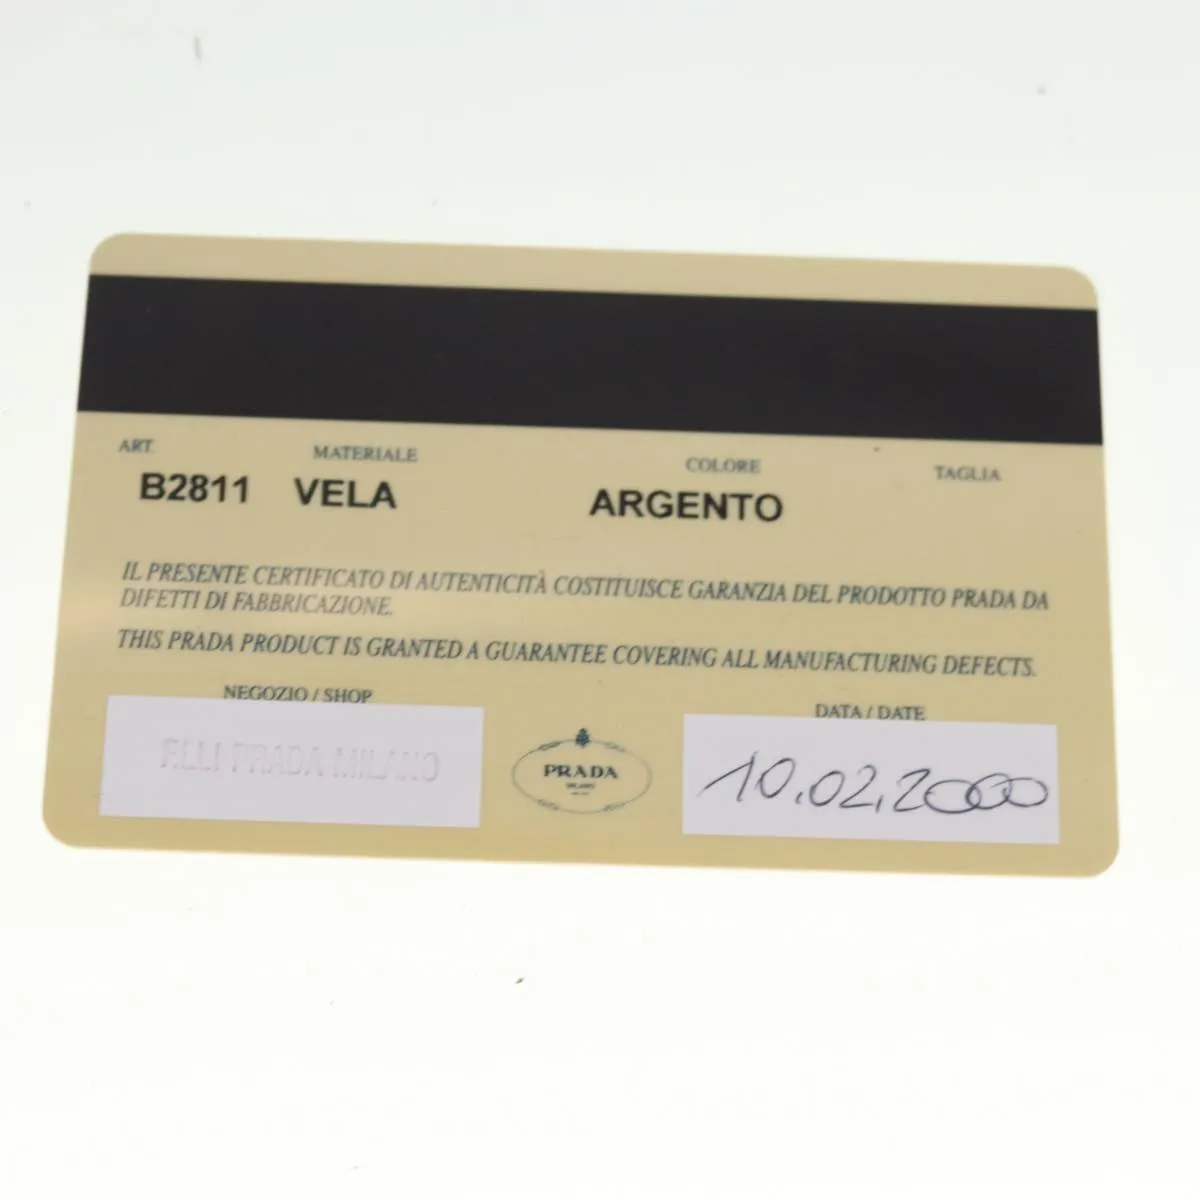 ART. MATERIALE COLORE TAGLIA
B2811 VELA ARGENTO
IL PRESENTE CERTIFICATO DI AUTENTICITÀ COSTITUISCE GARANZIA DEL PRODOTTO PRADA DA
DIFETTI DI FABBRICAZIONE.
THIS PRADA PRODUCT IS GRANTED A GUARANTEE COVERING ALL MANUFACTURING DEFECTS.
NEGOZIO / SHOP DATA / DATE
F.LLI PRADA MILANO
PRADA
MILANO
10.02.2000